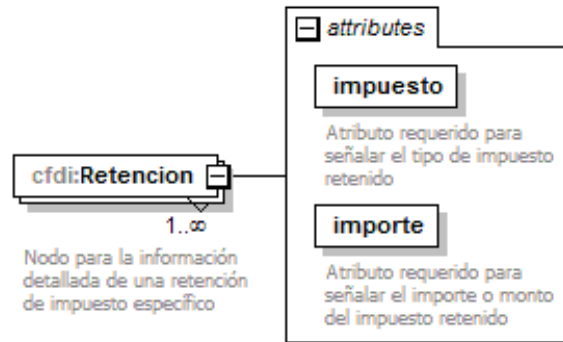 attributes
impuesto
Atributo requerido para
señalar el tipo de impuesto
retenido
cfdi:Retencion
1..∞
Nodo para la información
detallada de una retención
de impuesto específico
importe
Atributo requerido para
señalar el importe o monto
del impuesto retenido